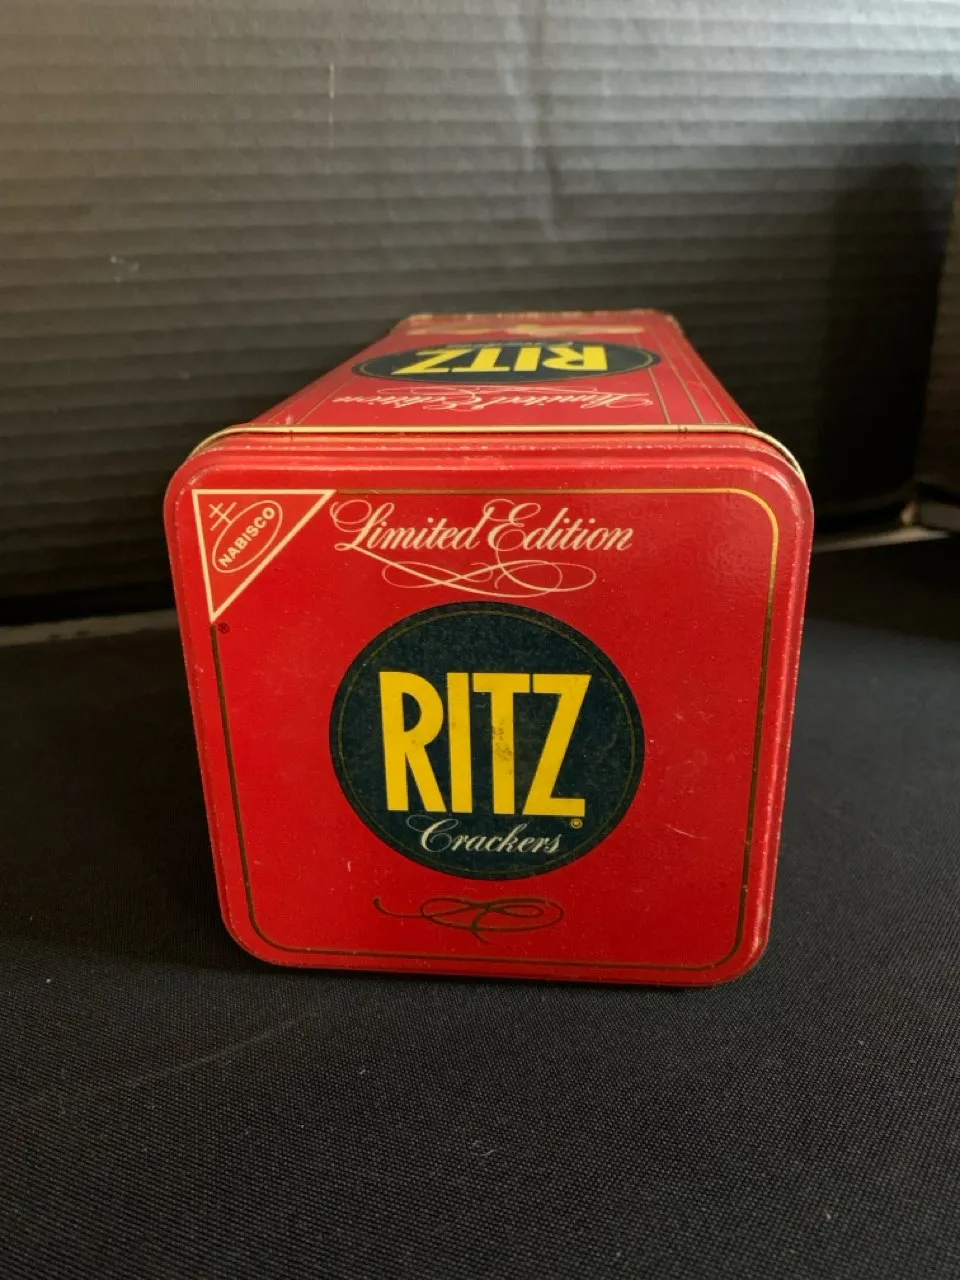 RITZ
Limited Edition
NABISCO
®
Limited Edition
RITZ®
Crackers